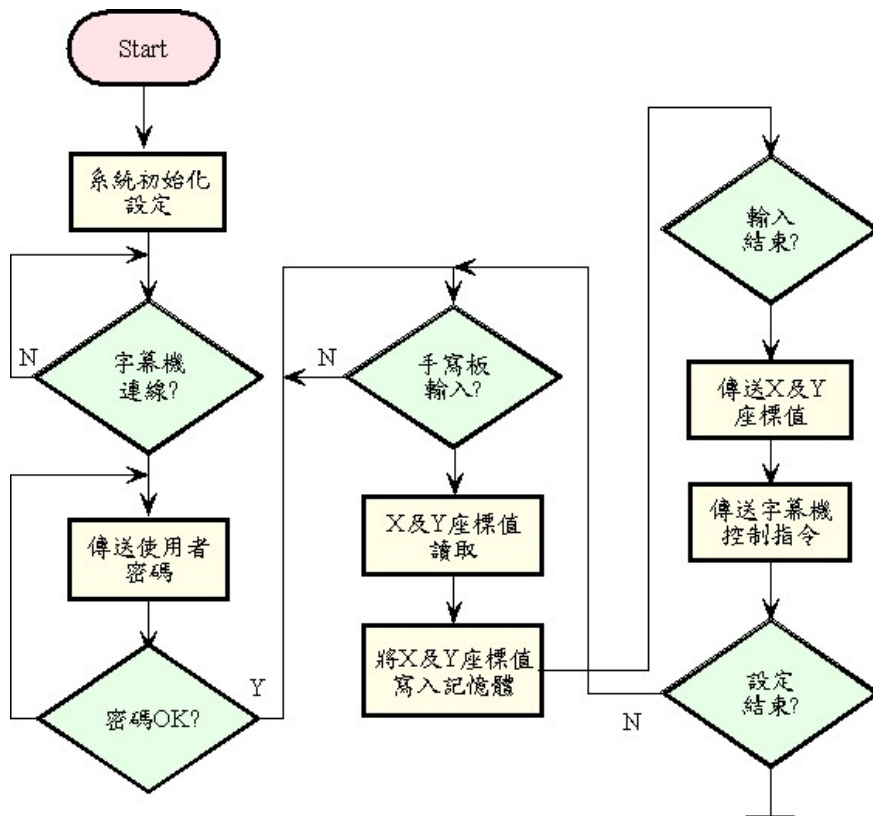 Start
系統初始化
設定
N
字幕機
連線?
傳送使用者
密碼
密碼OK?
Y
N
手寫板
輸入?
X及Y座標值
讀取
將X及Y座標值
寫入記憶體
輸入
結束?
傳送X及Y
座標值
傳送字幕機
控制指令
設定
結束?
N